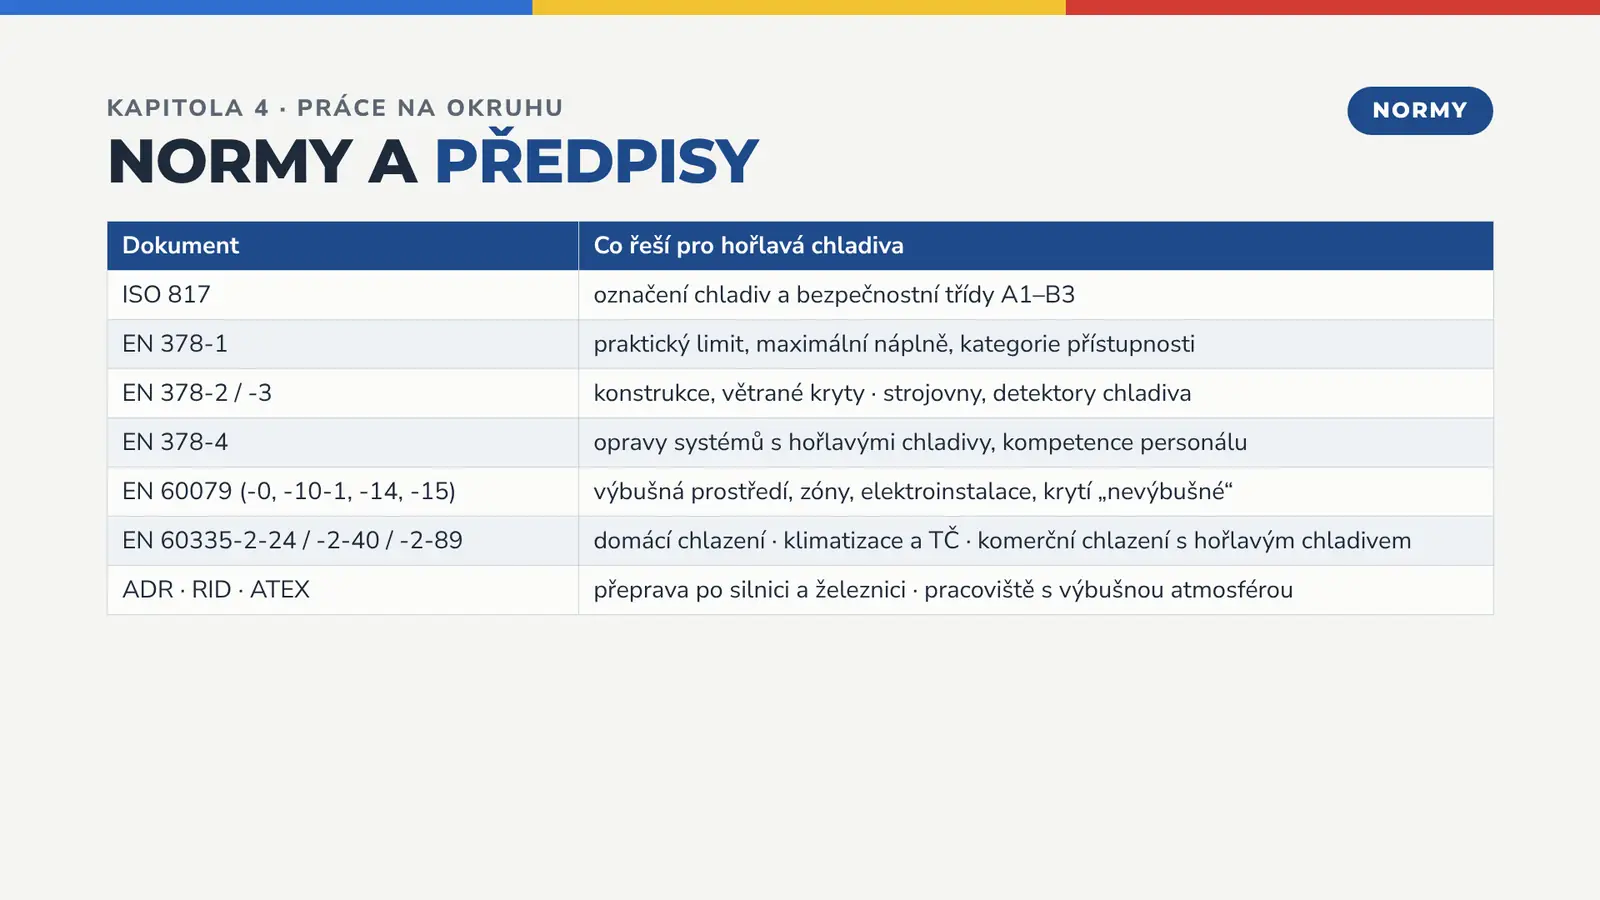 KAPITOLA 4 · PRÁCE NA OKRUHU
NORMY
NORMY A PŘEDPISY
Dokument Co řeší pro hořlavá chladiva
ISO 817 označení chladiv a bezpečnostní třídy A1–B3
EN 378-1 praktický limit, maximální náplně, kategorie přístupnosti
EN 378-2 / -3 konstrukce, větrané kryty · strojovny, detektory chladiva
EN 378-4 opravy systémů s hořlavými chladivy, kompetence personálu
EN 60079 (-0, -10-1, -14, -15) výbušná prostředí, zóny, elektroinstalace, krytí „nevýbušné“
EN 60335-2-24 / -2-40 / -2-89 domácí chlazení · klimatizace a TČ · komerční chlazení s hořlavým chladivem
ADR · RID · ATEX přeprava po silnici a železnici · pracoviště s výbušnou atmosférou